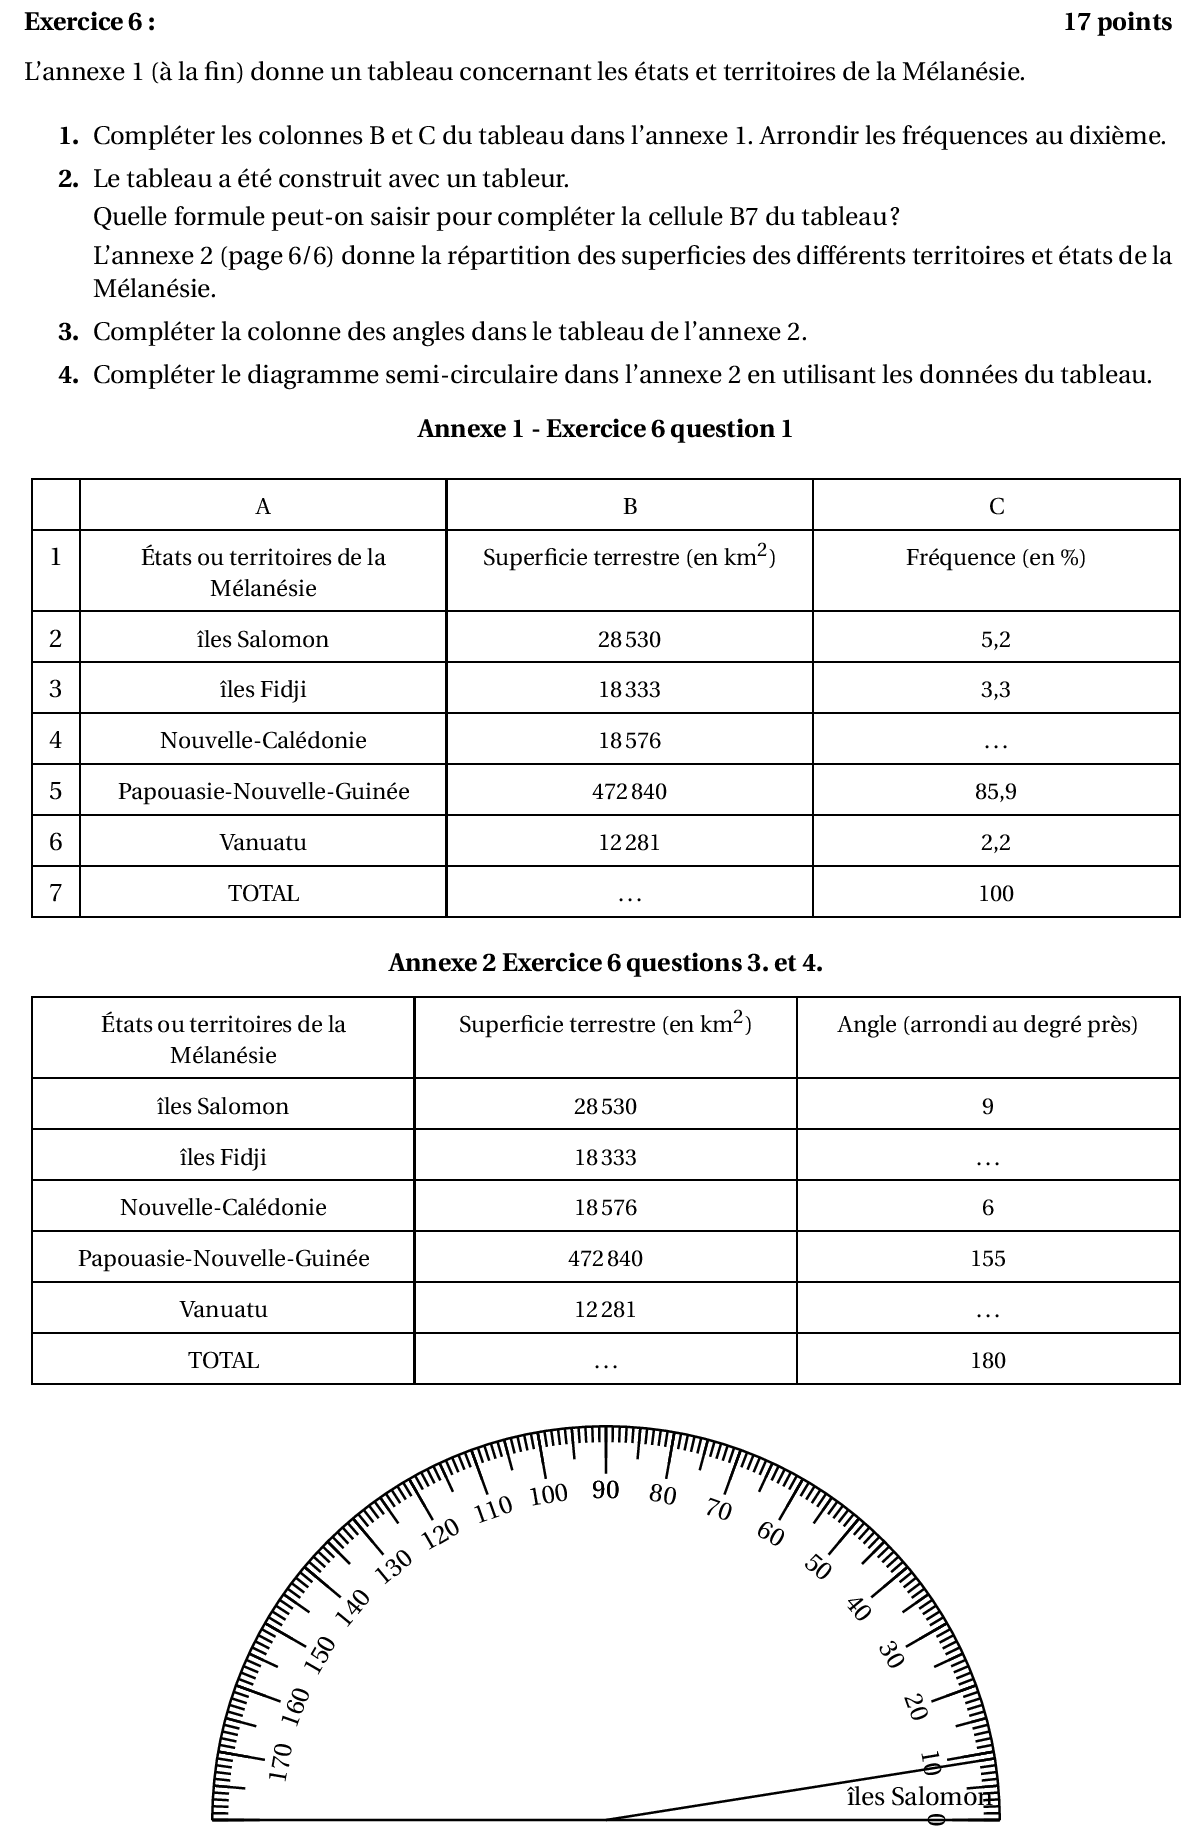 Exercice 6 : 17 points
L'annexe 1 (à la fin) donne un tableau concernant les états et territoires de la Mélanésie.
1. Compléter les colonnes B et C du tableau dans l'annexe 1. Arrondir les fréquences au dixième.
2. Le tableau a été construit avec un tableur.
Quelle formule peut-on saisir pour compléter la cellule B7 du tableau?
L'annexe 2 (page 6/6) donne la répartition des superficies des différents territoires et états de la
Mélanésie.
3. Compléter la colonne des angles dans le tableau de l'annexe 2.
4. Compléter le diagramme semi-circulaire dans l'annexe 2 en utilisant les données du tableau.
Annexe 1 - Exercice 6 question 1
A B C
1 États ou territoires de la Superficie terrestre (en km²) Fréquence (en %)
Mélanésie
2 îles Salomon 28 530 5,2
3 îles Fidji 18 333 3,3
4 Nouvelle-Calédonie 18 576 ...
5 Papouasie-Nouvelle-Guinée 472 840 85,9
6 Vanuatu 12 281 2,2
7 TOTAL ... 100
Annexe 2 Exercice 6 questions 3. et 4.
États ou territoires de la Superficie terrestre (en km²) Angle (arrondi au degré près)
Mélanésie
îles Salomon 28 530 9
îles Fidji 18 333 ...
Nouvelle-Calédonie 18 576 6
Papouasie-Nouvelle-Guinée 472 840 155
Vanuatu 12 281 ...
TOTAL ... 180
170 160 150 140 130 120 110 100 90 80 70 60 50 40 30 20 10 0
îles Salomon